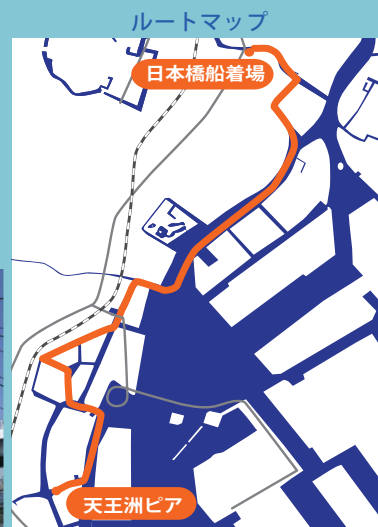 ルートマップ
日本橋船着場
天王洲ピア